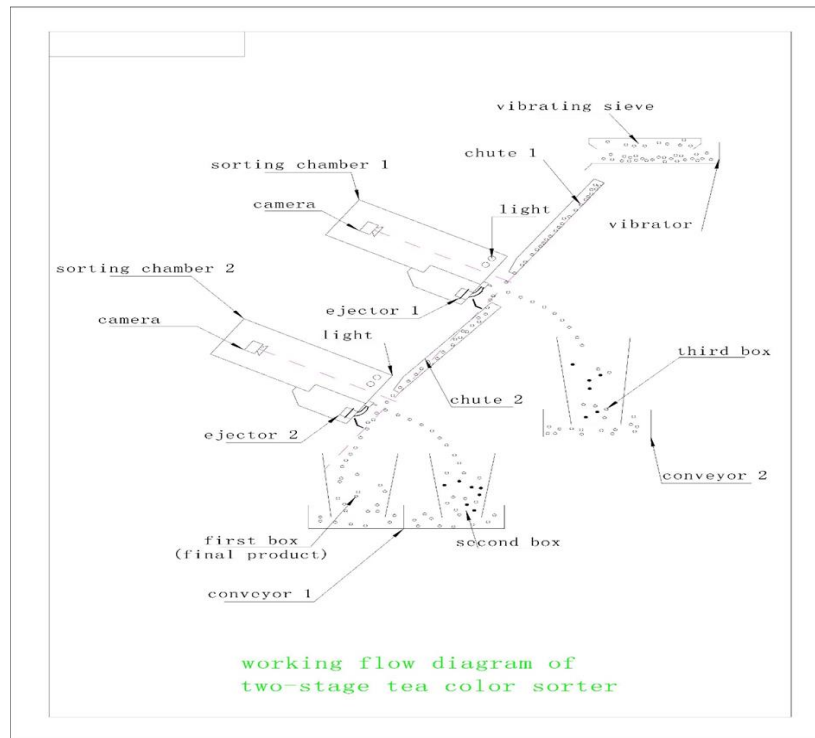 vibrating sieve
chute 1
sorting chamber 1
camera
light
vibrator
sorting chamber 2
ejector 1
camera
light
third box
chute 2
ejector 2
conveyor 2
first box
(final product)
second box
conveyor 1
working flow diagram of
two-stage tea color sorter